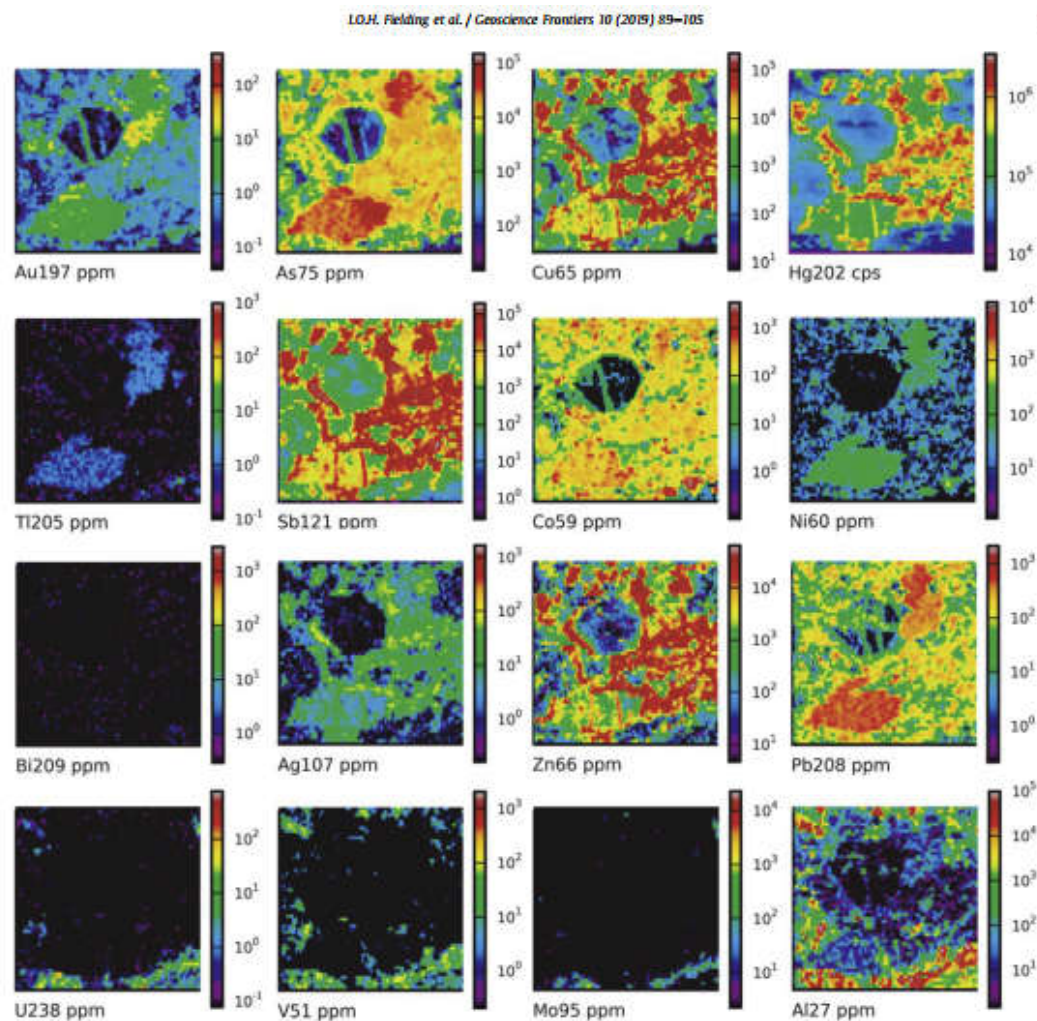 I.O.H. Fielding et al. / Geoscience Frontiers 10 (2019) 89–105
10² 10¹ 10⁰ 10⁻¹
Au197 ppm
10⁵ 10⁴ 10³ 10²
As75 ppm
10⁵ 10⁴ 10³ 10² 10¹
Cu65 ppm
10⁶ 10⁵ 10⁴
Hg202 cps
10³ 10² 10¹ 10⁰ 10⁻¹
Tl205 ppm
10⁵ 10⁴ 10³ 10² 10¹ 10⁰
Sb121 ppm
10³ 10² 10¹ 10⁰
Co59 ppm
10⁴ 10³ 10² 10¹
Ni60 ppm
10³ 10² 10¹ 10⁰
Bi209 ppm
10³ 10² 10¹ 10⁰
Ag107 ppm
10⁴ 10³ 10² 10¹
Zn66 ppm
10³ 10² 10¹ 10⁰
Pb208 ppm
10² 10¹ 10⁰ 10⁻¹
U238 ppm
10³ 10² 10¹ 10⁰
V51 ppm
10⁴ 10³ 10² 10¹
Mo95 ppm
10⁵ 10⁴ 10³ 10² 10¹
Al27 ppm